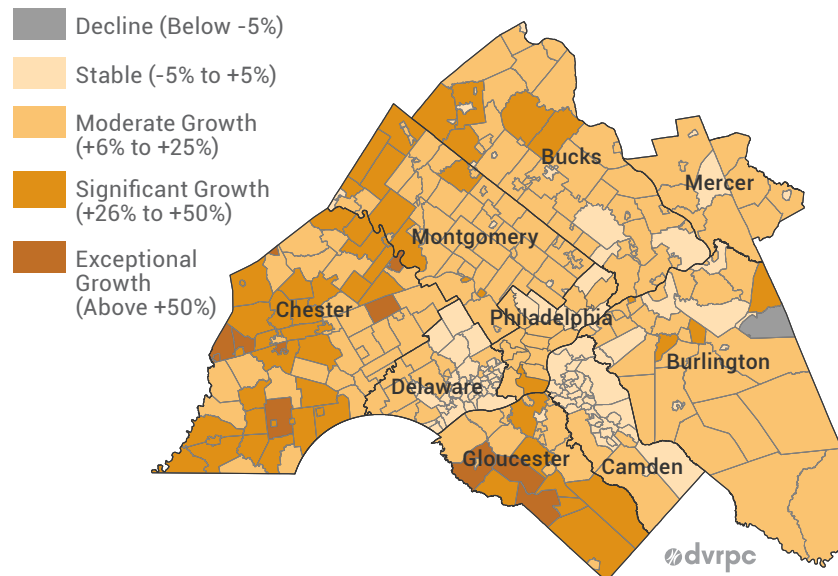 Decline (Below -5%)
Stable (-5% to +5%)
Moderate Growth
(+6% to +25%)
Significant Growth
(+26% to +50%)
Exceptional
Growth
(Above +50%)
Bucks
Mercer
Montgomery
Chester
Philadelphia
Burlington
Delaware
Gloucester
Camden
dvrpc